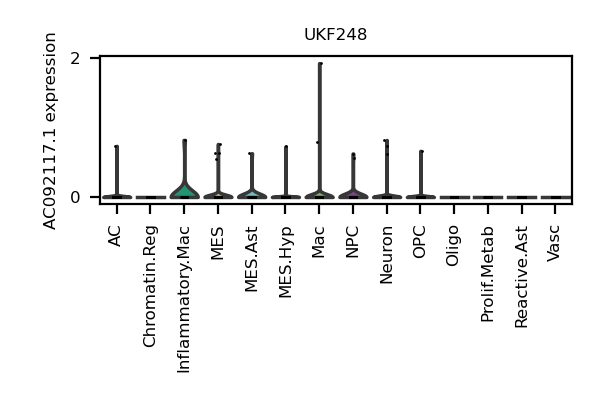 UKF248
AC092117.1 expression
2
0
AC
Chromatin.Reg
Inflammatory.Mac
MES
MES.Ast
MES.Hyp
Mac
NPC
Neuron
OPC
Oligo
Prolif.Metab
Reactive.Ast
Vasc